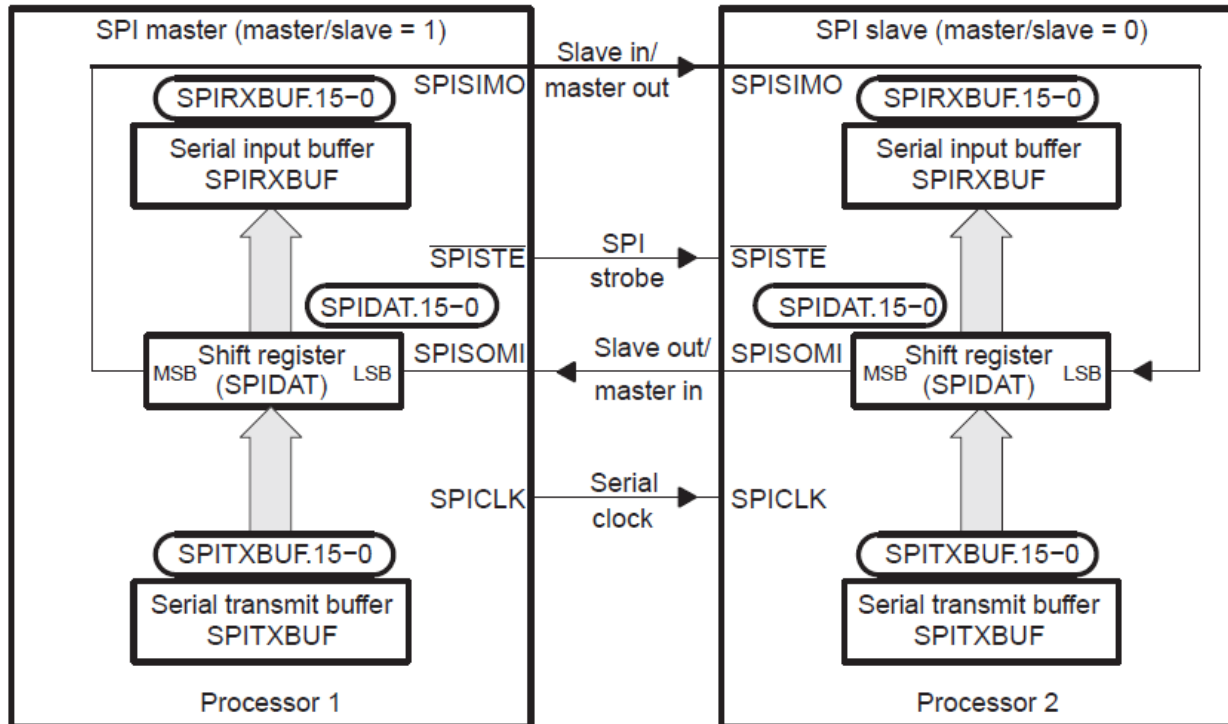 SPI master (master/slave = 1)
SPIRXBUF.15−0
Serial input buffer
SPIRXBUF
SPISIMO
SPISTE
SPIDAT.15−0
SPISOMI
MSB
Shift register
(SPIDAT)
LSB
SPICLK
SPITXBUF.15−0
Serial transmit buffer
SPITXBUF
Processor 1
Slave in/
master out
SPI
strobe
Slave out/
master in
Serial
clock
SPI slave (master/slave = 0)
SPISIMO
SPIRXBUF.15−0
Serial input buffer
SPIRXBUF
SPISTE
SPIDAT.15−0
SPISOMI
MSB
Shift register
(SPIDAT)
LSB
SPICLK
SPITXBUF.15−0
Serial transmit buffer
SPITXBUF
Processor 2